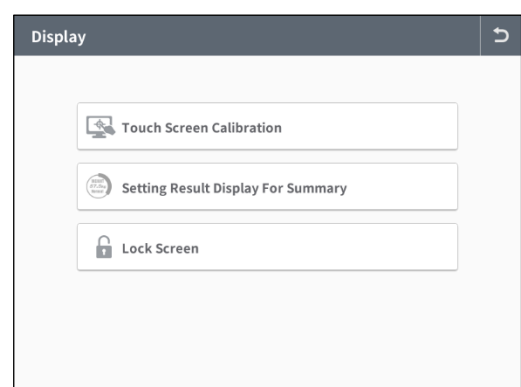 Display
Touch Screen Calibration
Setting Result Display For Summary
Lock Screen